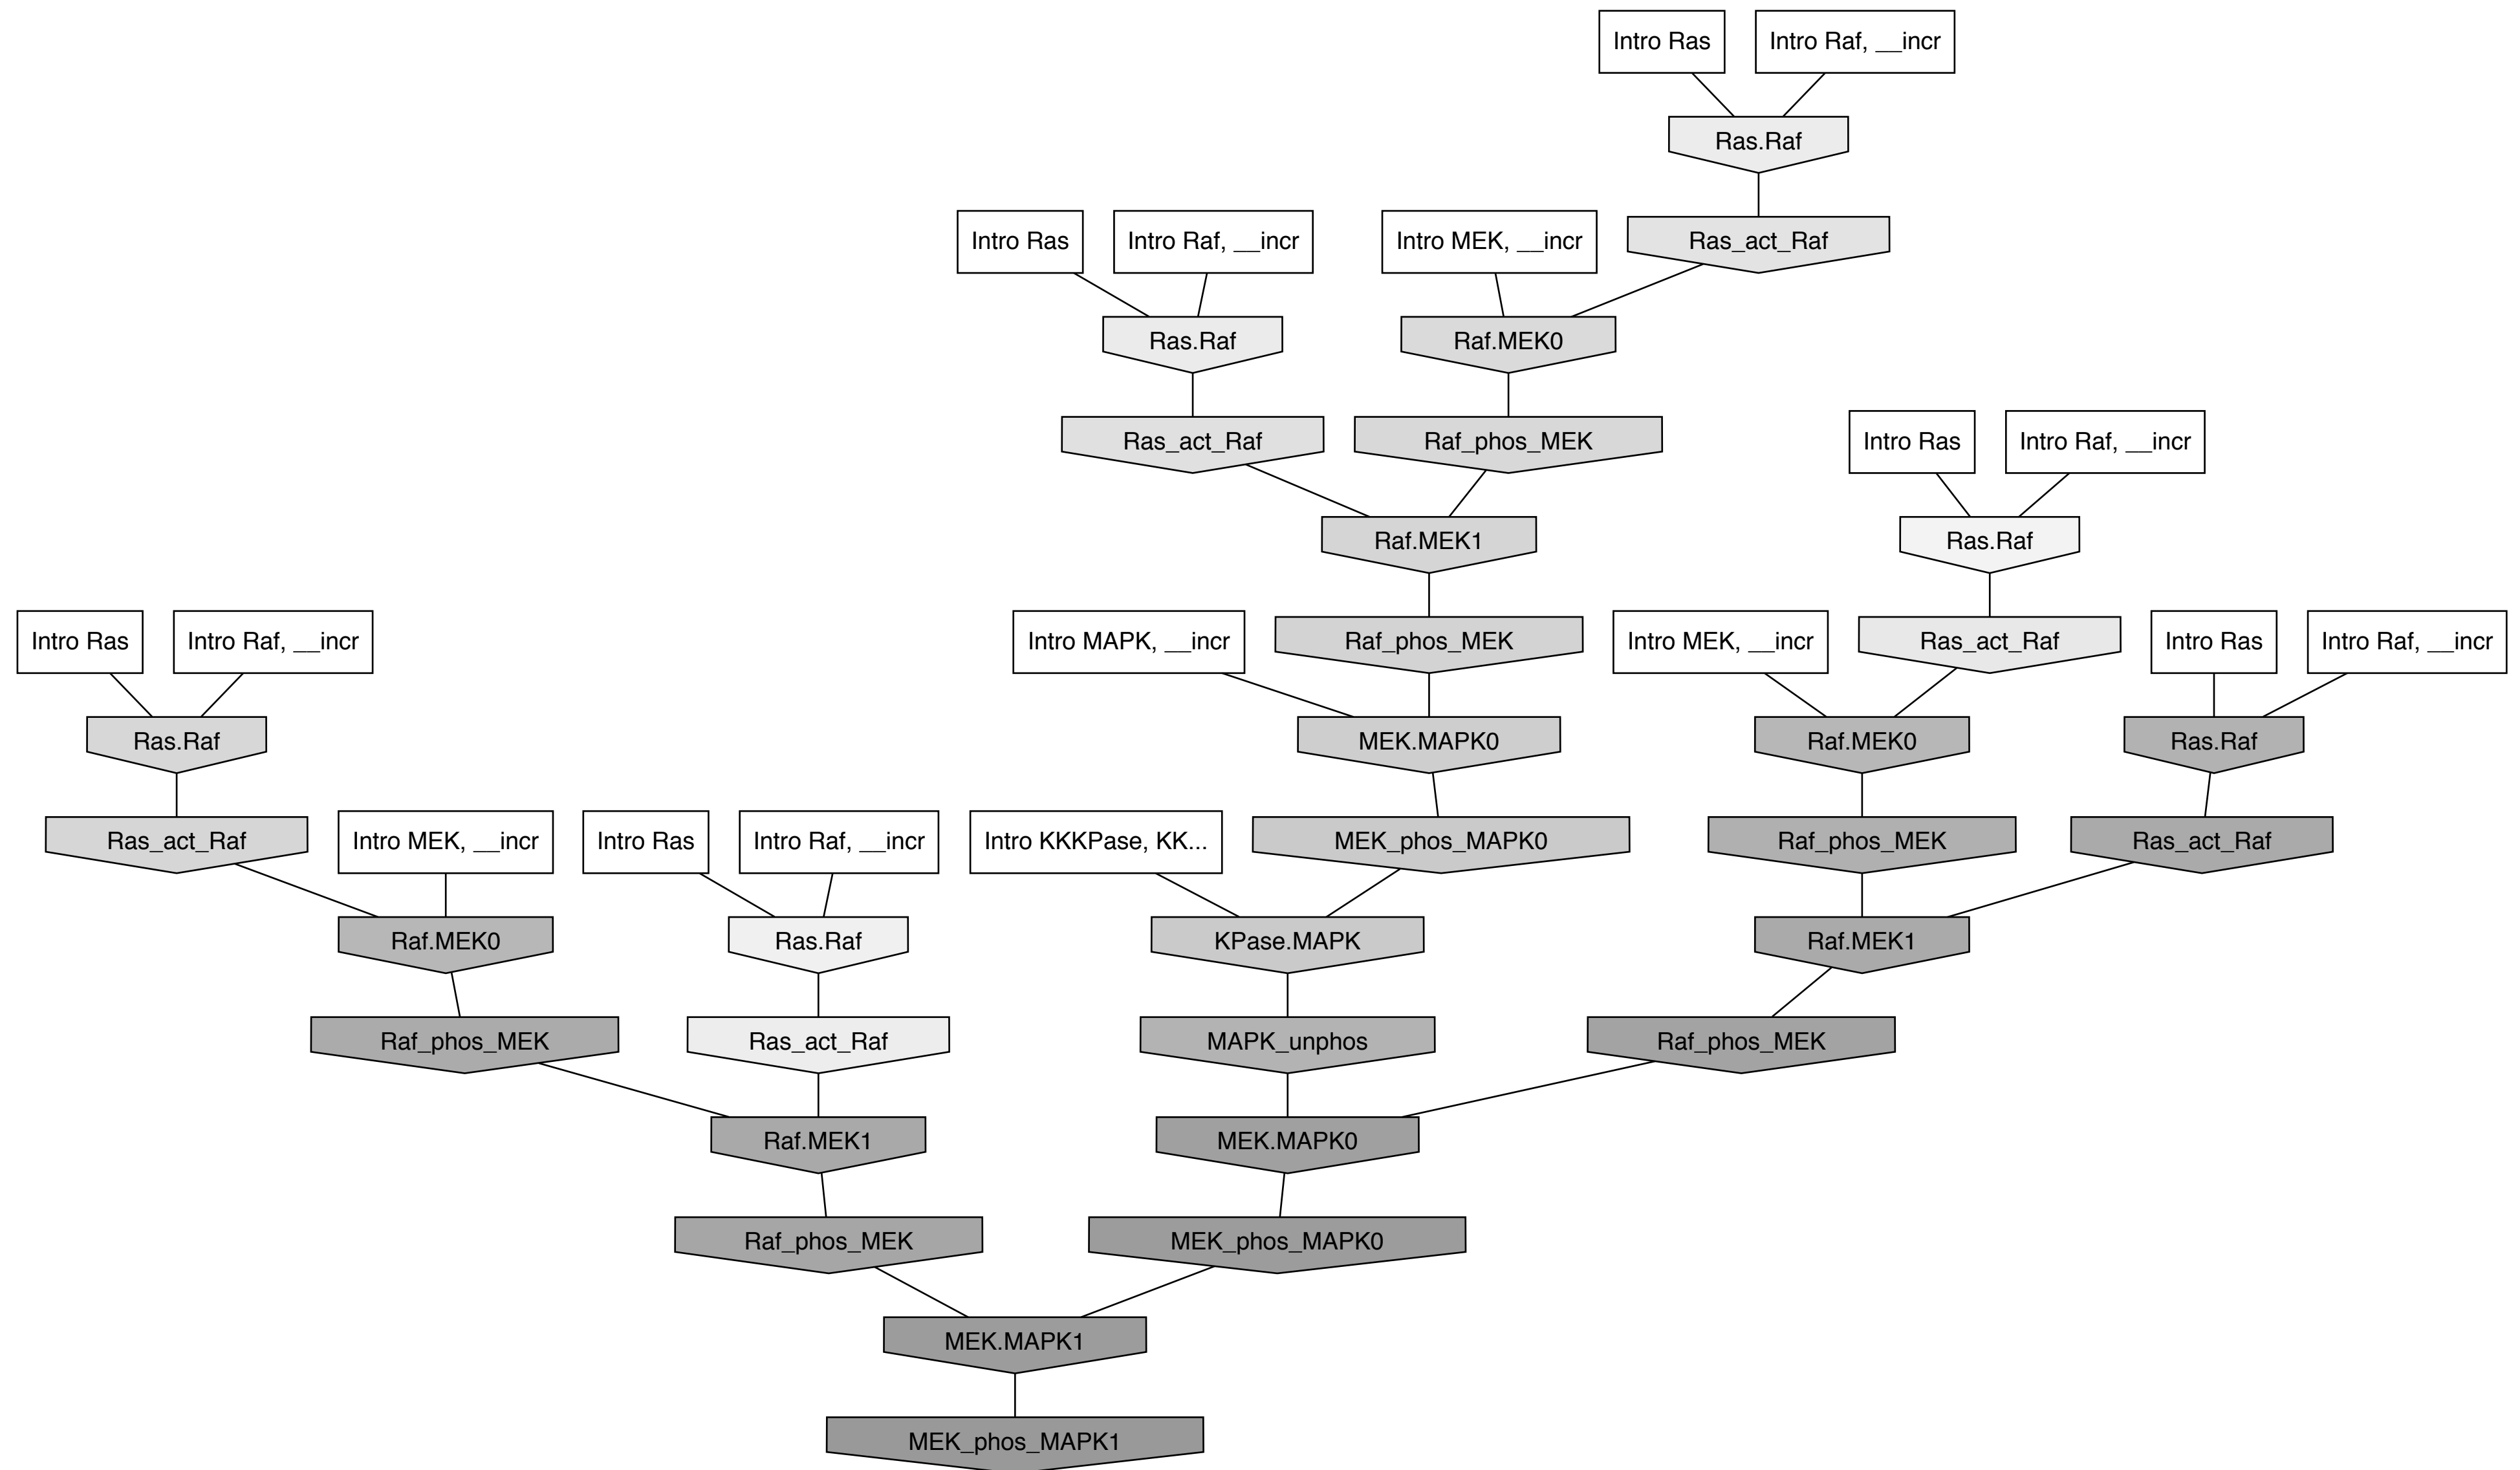 Intro Ras
Intro Raf, __incr
Ras.Raf
Intro Ras
Intro Raf, __incr
Intro MEK, __incr
Ras_act_Raf
Ras.Raf
Raf.MEK0
Ras_act_Raf
Raf_phos_MEK
Intro Ras
Intro Raf, __incr
Raf.MEK1
Ras.Raf
Intro Ras
Intro Raf, __incr
Intro MAPK, __incr
Raf_phos_MEK
Intro MEK, __incr
Ras_act_Raf
Intro Ras
Intro Raf, __incr
Ras.Raf
MEK.MAPK0
Raf.MEK0
Ras.Raf
Ras_act_Raf
Intro MEK, __incr
Intro Ras
Intro Raf, __incr
Intro KKKPase, KK...
MEK_phos_MAPK0
Raf_phos_MEK
Ras_act_Raf
Raf.MEK0
Ras.Raf
KPase.MAPK
Raf.MEK1
Raf_phos_MEK
Ras_act_Raf
MAPK_unphos
Raf_phos_MEK
Raf.MEK1
MEK.MAPK0
Raf_phos_MEK
MEK_phos_MAPK0
MEK.MAPK1
MEK_phos_MAPK1